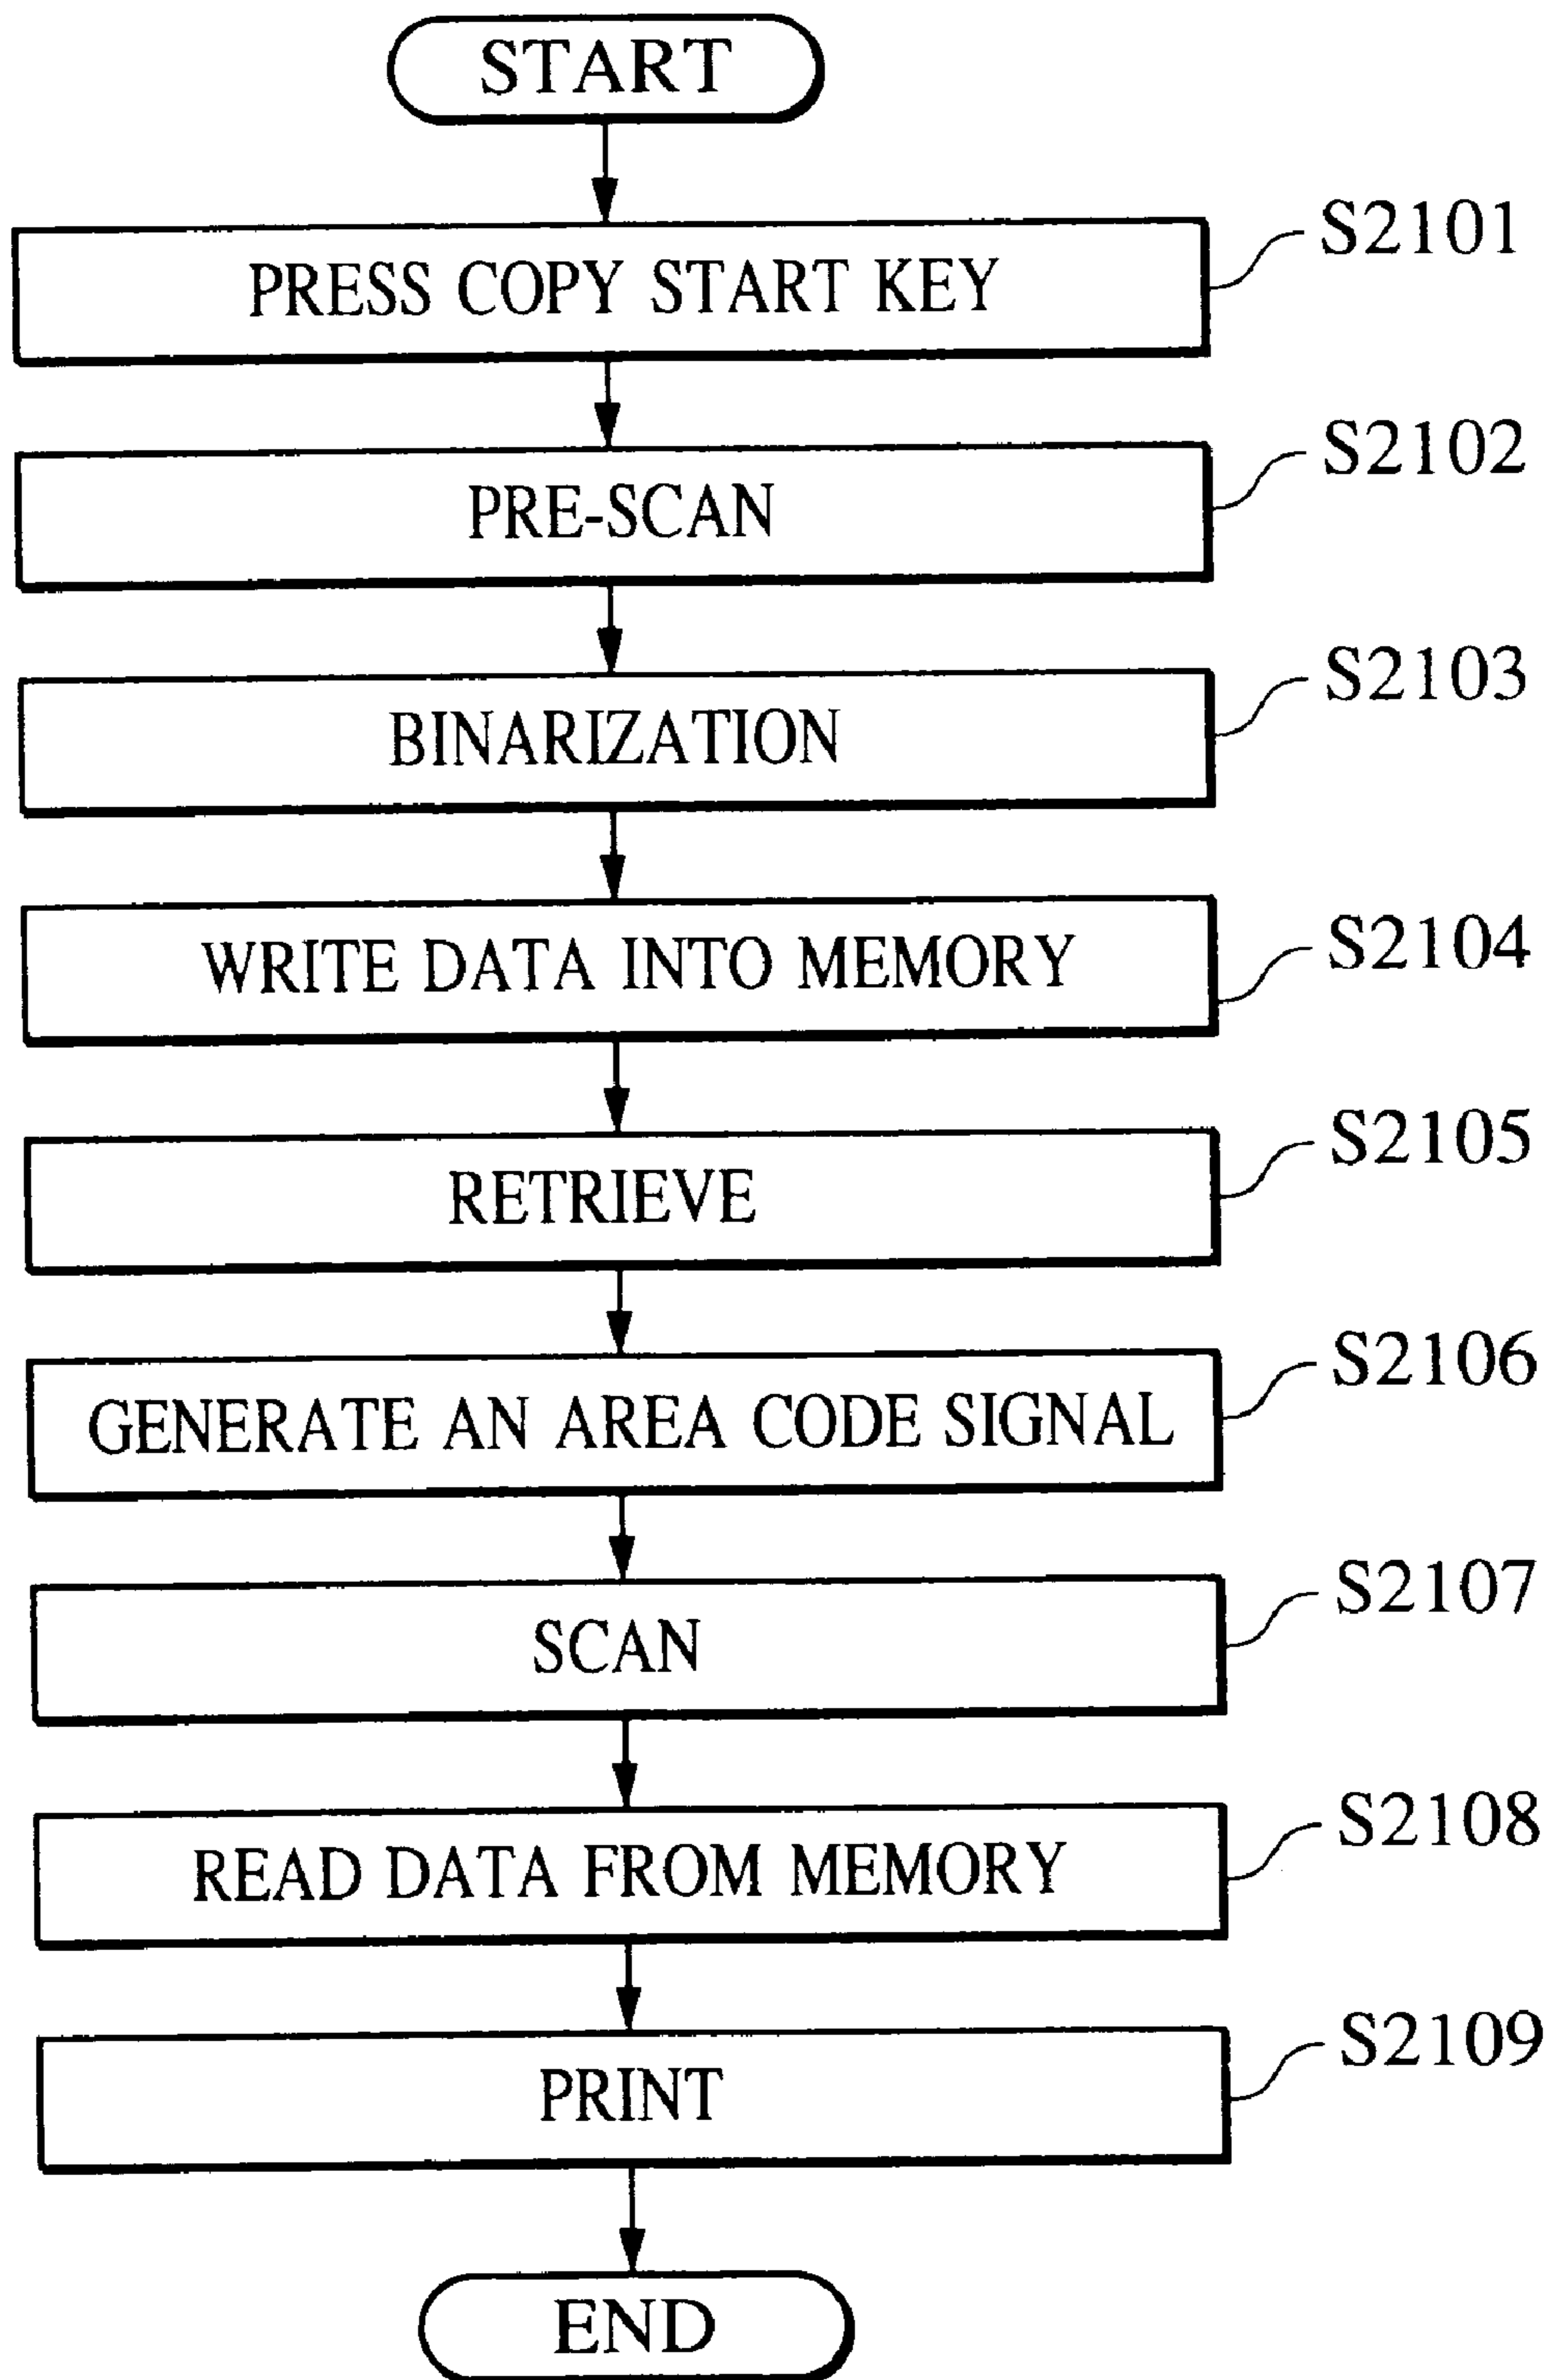 START
PRESS COPY START KEY
S2101
PRE-SCAN
S2102
BINARIZATION
S2103
WRITE DATA INTO MEMORY
S2104
RETRIEVE
S2105
GENERATE AN AREA CODE SIGNAL
S2106
SCAN
S2107
READ DATA FROM MEMORY
S2108
PRINT
S2109
END